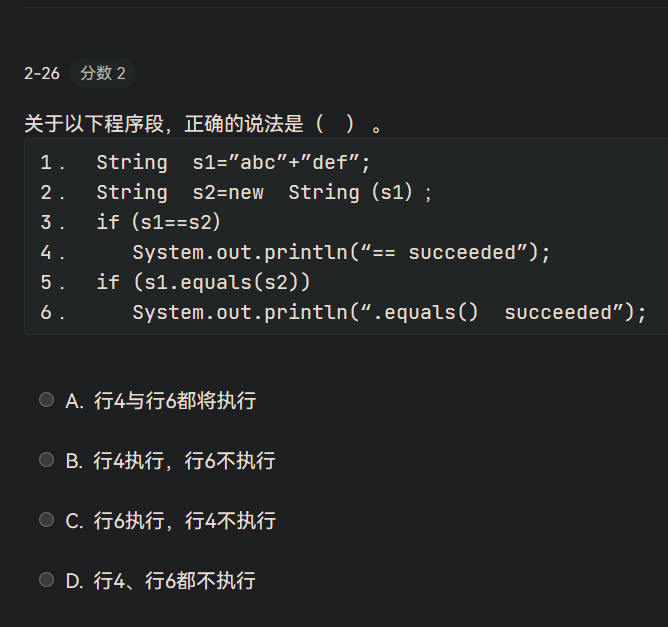 2-26 分数 2
关于以下程序段，正确的说法是（ ）。
1． String s1=”abc”+”def”;
2． String s2=new String（s1）;
3． if（s1==s2）
4． System.out.println(“== succeeded”);
5． if (s1.equals(s2))
6． System.out.println(“.equals() succeeded”);
A. 行4与行6都将执行
B. 行4执行，行6不执行
C. 行6执行，行4不执行
D. 行4、行6都不执行